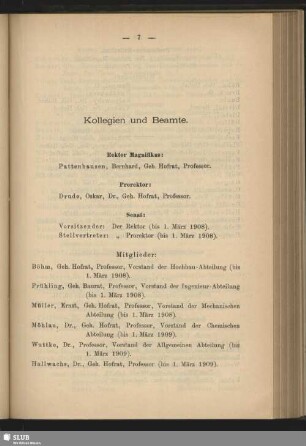 — 7 —
Kollegien und Beamte.
Rektor Magnifikus:
Pattenhausen, Bernhard, Geh. Hofrat, Professor.
Prorektor:
Drude, Oskar, Dr., Geh. Hofrat, Professor.
Senat:
Vorsitzender: Der Rektor (bis 1. März 1908).
Stellvertreter: „ Prorektor (bis 1. März 1908).
Mitglieder:
Böhm, Geh. Hofrat, Professor, Vorstand der Hochbau-Abteilung (bis
1. März 1908).
Frühling, Geh. Baurat, Professor, Vorstand der Ingenieur-Abteilung
(bis 1. März 1908).
Müller, Ernst, Geh. Hofrat, Professor, Vorstand der Mechanischen
Abteilung (bis 1. März 1908).
Möhlau, Dr., Geh. Hofrat, Professor, Vorstand der Chemischen
Abteilung (bis 1. März 1909).
Wuttke, Dr., Professor, Vorstand der Allgemeinen Abteilung (bis
1. März 1909).
Hallwachs, Dr., Geh. Hofrat, Professor (bis 1. März 1909).
SLUB